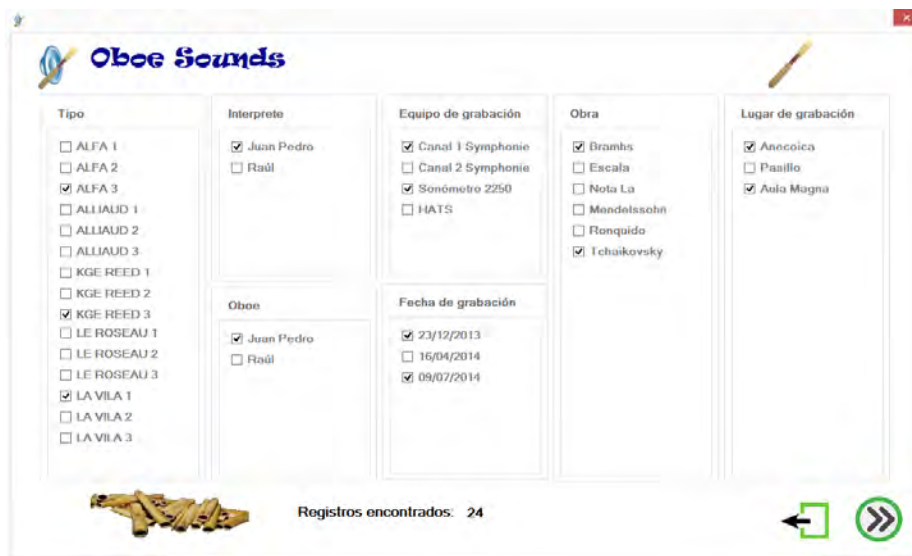 Oboe Sounds
Tipo
ALFA 1
ALFA 2
ALFA 3
ALLIAUD 1
ALLIAUD 2
ALLIAUD 3
KGE REED 1
KGE REED 2
KGE REED 3
LE ROSEAU 1
LE ROSEAU 2
LE ROSEAU 3
LA VILA 1
LA VILA 2
LA VILA 3
Interprete
Juan Pedro
Raúl
Oboe
Juan Pedro
Raúl
Equipo de grabación
Canal 1 Symphonie
Canal 2 Symphonie
Sonómetro 2250
HATS
Fecha de grabación
23/12/2013
16/04/2014
09/07/2014
Obra
Bramhs
Escala
Nota La
Mendelssohn
Ronquido
Tchaikovsky
Lugar de grabación
Anecoica
Pasillo
Aula Magna
Registros encontrados: 24